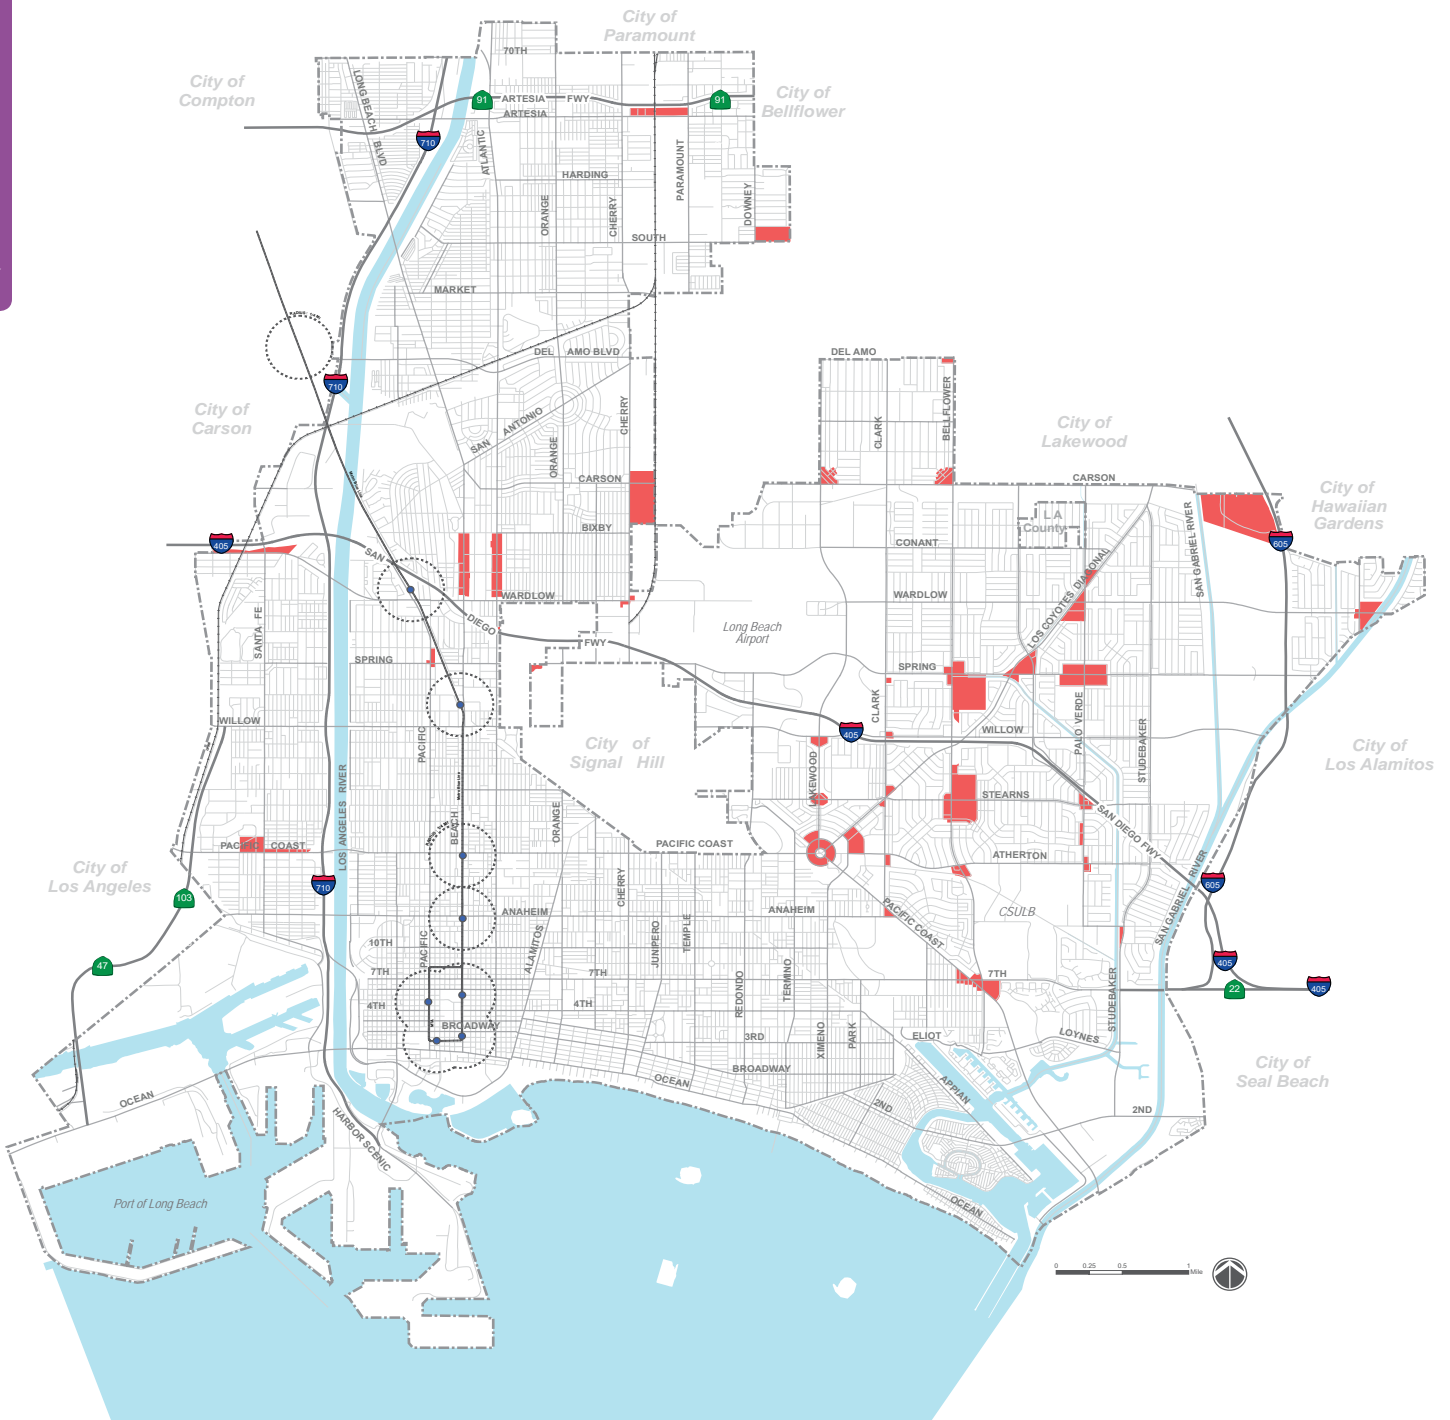 City of
Paramount
70TH
City of
Compton
LONG BEACH BLVD
91
ARTESIA FWY
91
City of
Bellflower
ARTESIA
710
ATLANTIC
PARAMOUNT
HARDING
ORANGE
CHERRY
DOWNEY
SOUTH
MARKET
DEL AMO BLVD
DEL AMO
710
City of
Carson
SAN ANTONIO
CHERRY
CLARK
BELLFLOWER
City of
Lakewood
ORANGE
CARSON
CARSON
City of
Hawaiian
Gardens
BIXBY
L A
County
SAN GABRIEL RIVER
405
CONANT
605
SAN DIEGO FWY
WARDLOW
WARDLOW
LOS COYOTES DIAGONAL
SANTA FE
Long Beach
Airport
SPRING
SPRING
CLARK
WILLOW
PACIFIC
405
WILLOW
PALO VERDE
STUDEBAKER
City of
Signal Hill
City of
Los Alamitos
LAKEWOOD
STEARNS
LOS ANGELES RIVER
BEACH
ORANGE
SAN DIEGO FWY
PACIFIC COAST
PACIFIC COAST
ATHERTON
City of
Los Angeles
710
103
CHERRY
605
ANAHEIM
ANAHEIM
PACIFIC COAST
CSULB
SAN GABRIEL RIVER
10TH
PACIFIC
ALAMITOS
JUNIPERO
TEMPLE
47
7TH
7TH
REDONDO
TERMINO
7TH
405
22
405
4TH
4TH
STUDEBAKER
BROADWAY
3RD
XIMENO
PARK
ELIOT
LOYNES
BROADWAY
City of
Seal Beach
OCEAN
OCEAN
APPIAN
2ND
2ND
HARBOR SCENIC
Port of Long Beach
OCEAN
0 0.25 0.5 1
Mile